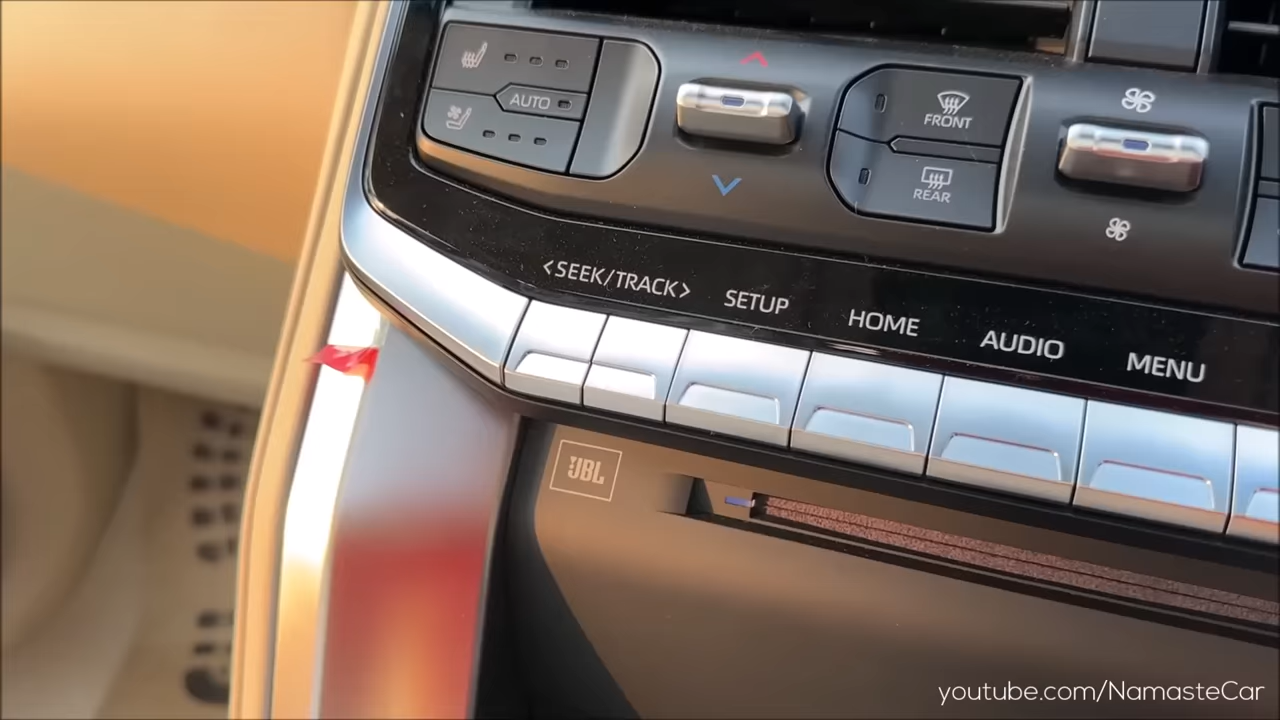 AUTO
FRONT
REAR
<SEEK/TRACK>
SETUP
HOME
AUDIO
MENU
JBL
youtube.com/NamasteCar